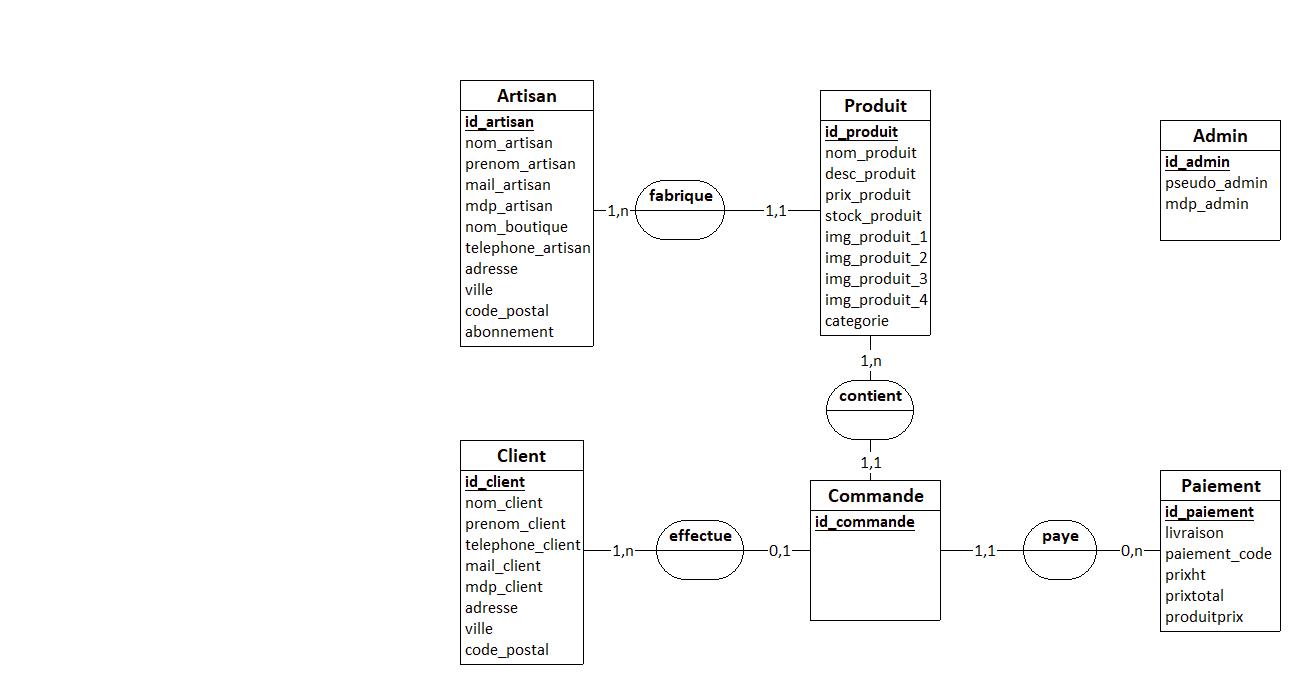 Artisan
id_artisan
nom_artisan
prenom_artisan
mail_artisan
mdp_artisan
nom_boutique
telephone_artisan
adresse
ville
code_postal
abonnement
1,n
fabrique
1,1
Produit
id_produit
nom_produit
desc_produit
prix_produit
stock_produit
img_produit_1
img_produit_2
img_produit_3
img_produit_4
categorie
Admin
id_admin
pseudo_admin
mdp_admin
1,n
contient
1,1
Client
id_client
nom_client
prenom_client
telephone_client
mail_client
mdp_client
adresse
ville
code_postal
1,n
effectue
0,1
Commande
id_commande
1,1
paye
0,n
Paiement
id_paiement
livraison
paiement_code
prixht
prixtotal
produitprix